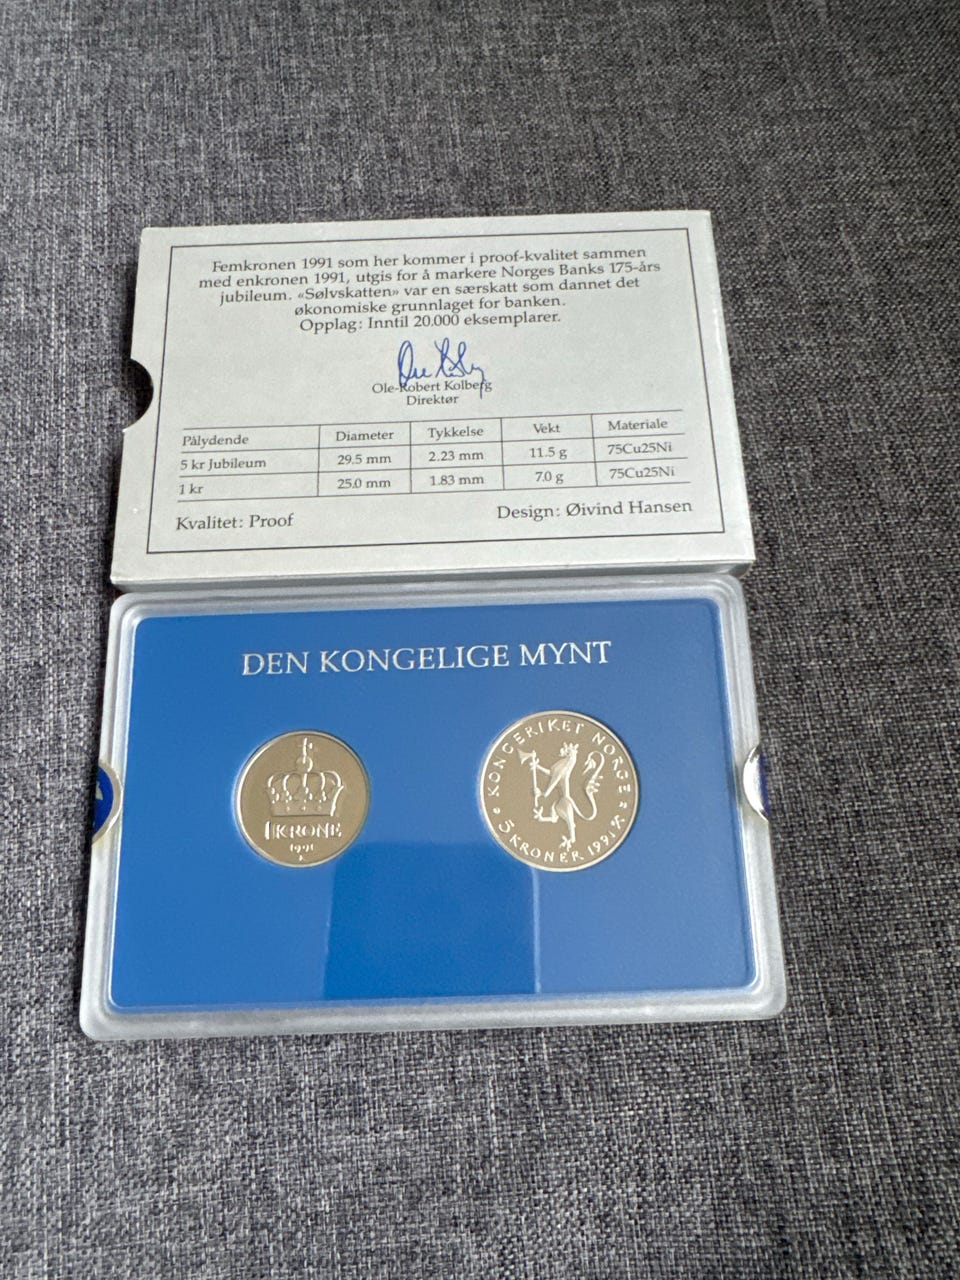 Femkronen 1991 som her kommer i proof-kvalitet sammen
med enkronen 1991, utgis for å markere Norges Banks 175-års
jubileum. «Sølvskatten» var en særskatt som dannet det
økonomiske grunnlaget for banken.
Opplag: Inntil 20.000 eksemplarer.
Ole-Robert Kolberg
Direktør
Pålydende Diameter Tykkelse Vekt Materiale
5 kr Jubileum 29.5 mm 2.23 mm 11.5 g 75Cu25Ni
1 kr 25.0 mm 1.83 mm 7.0 g 75Cu25Ni
Kvalitet: Proof Design: Øivind Hansen
DEN KONGELIGE MYNT
1 KRONE
1991
K
KONGERIKET NORGE
5 KRONER 1991